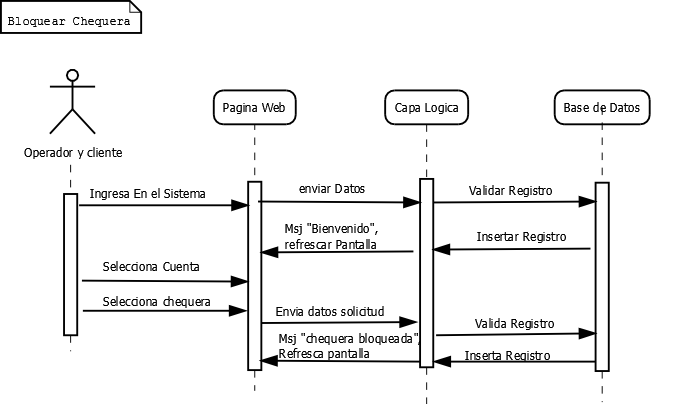 Bloquear Chequera
Pagina Web
Capa Logica
Base de Datos
Operador y cliente
Ingresa En el Sistema
enviar Datos
Validar Registro
Msj "Bienvenido",
refrescar Pantalla
Insertar Registro
Selecciona Cuenta
Selecciona chequera
Envia datos solicitud
Valida Registro
Msj "chequera bloqueada",
Refresca pantalla
Inserta Registro